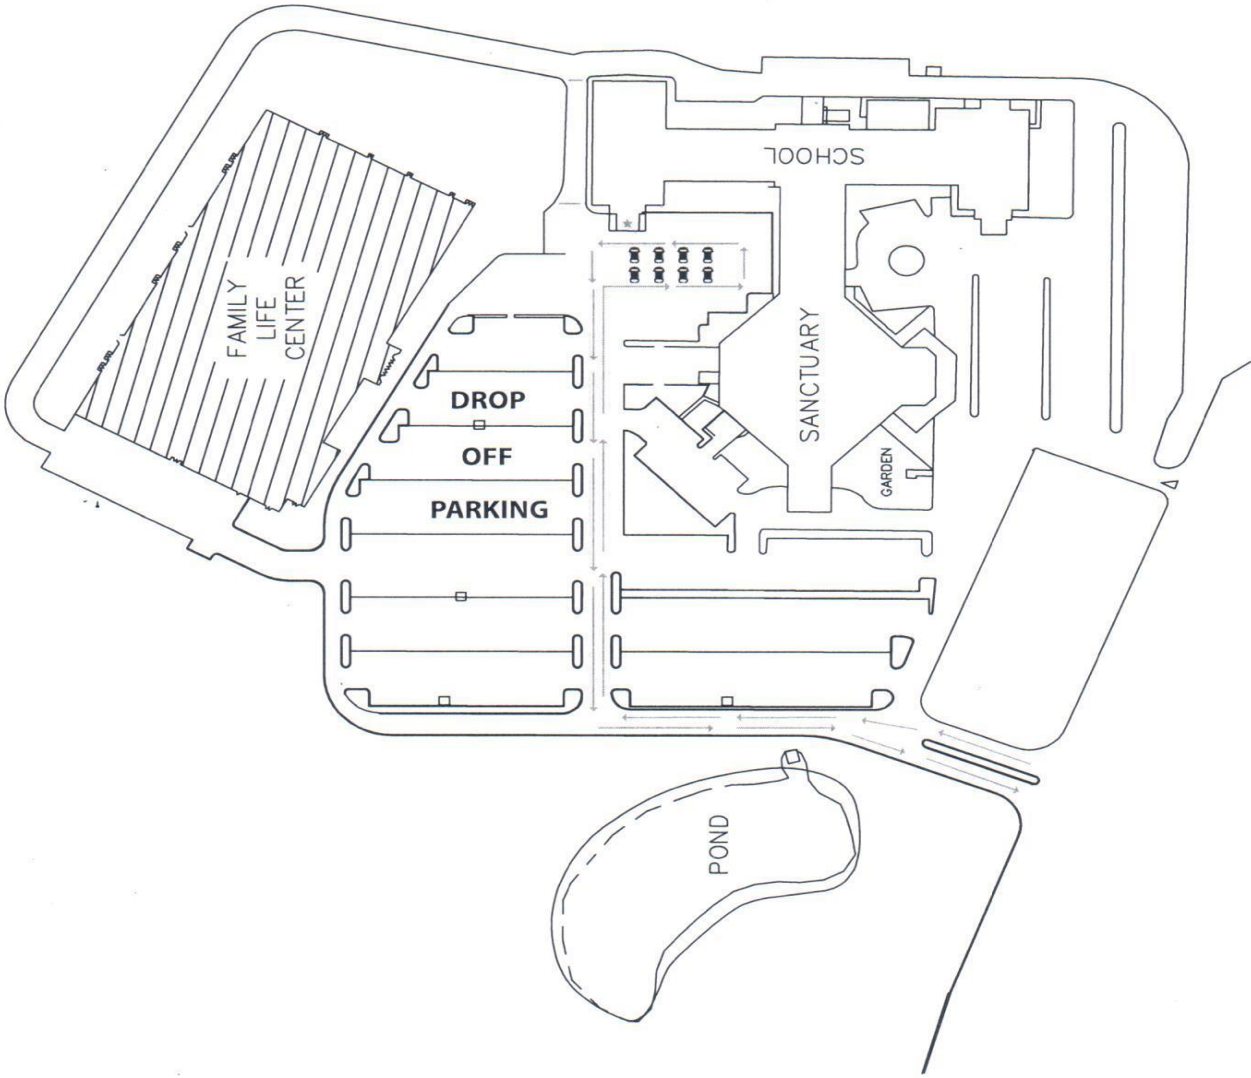 SCHOOL
FAMILY
LIFE
CENTER
SANCTUARY
DROP
OFF
PARKING
GARDEN
POND